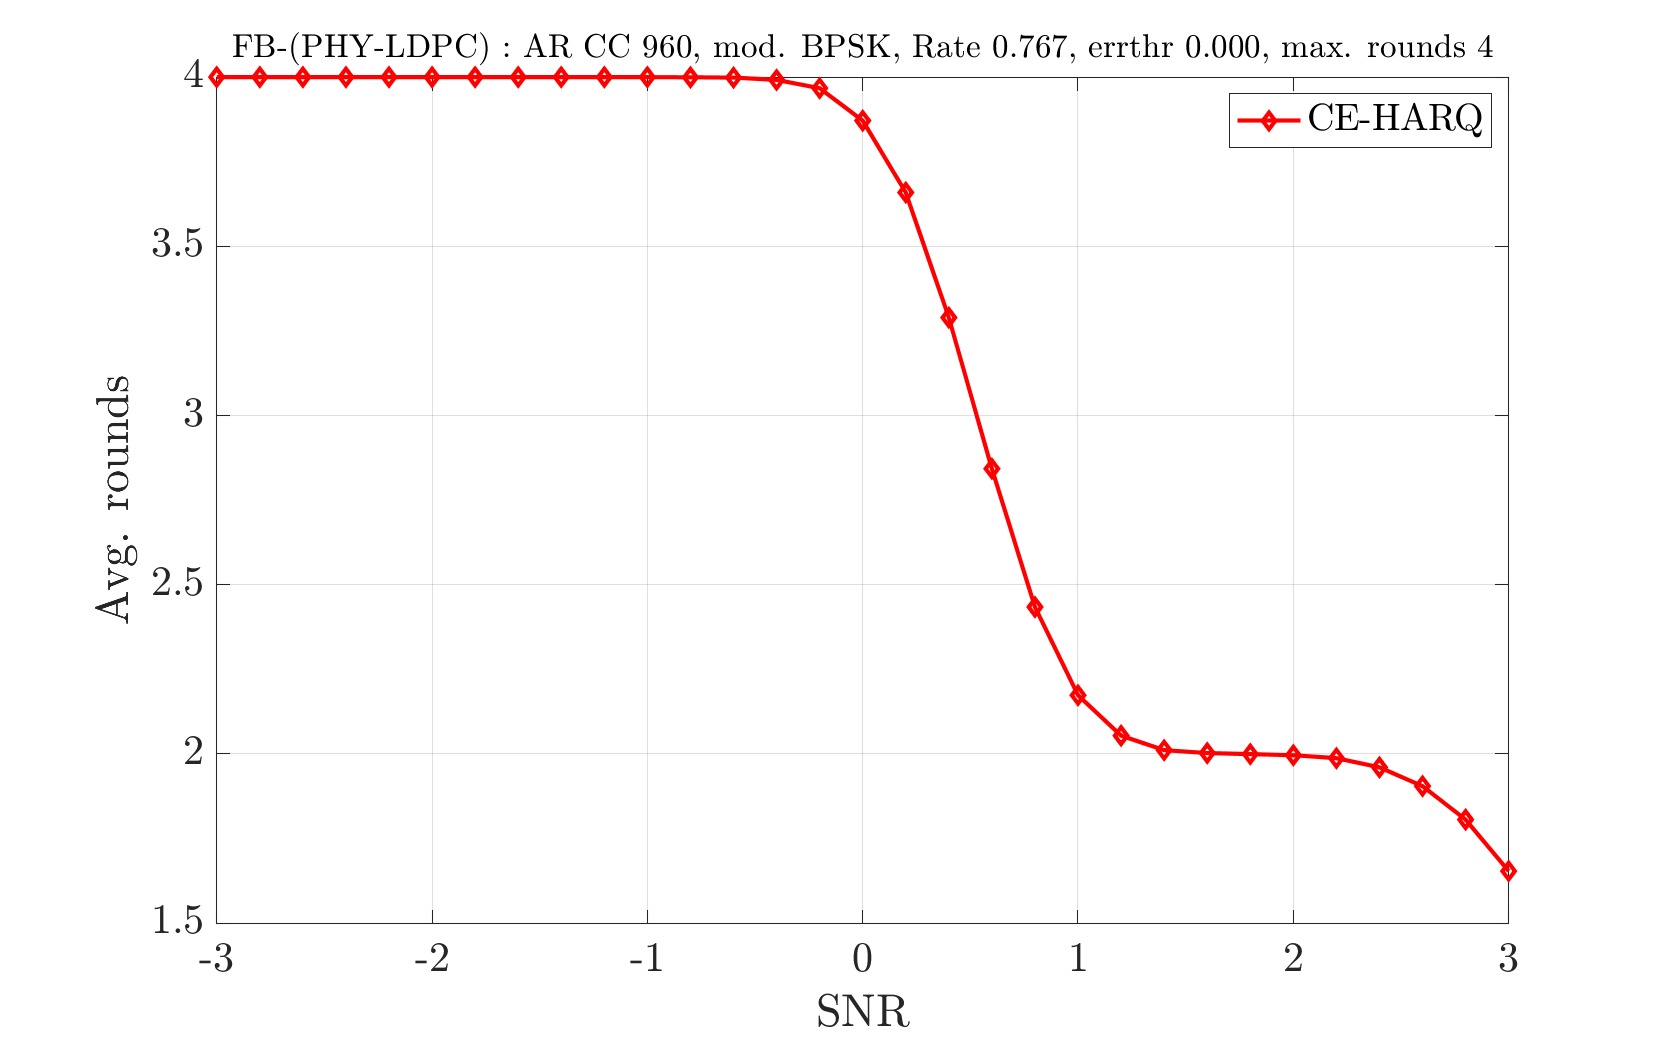 FB-(PHY-LDPC) : AR CC 960, mod. BPSK, Rate 0.767, errthr 0.000, max. rounds 4
CE-HARQ
Avg. rounds
4
3.5
3
2.5
2
1.5
-3 -2 -1 0 1 2 3
SNR